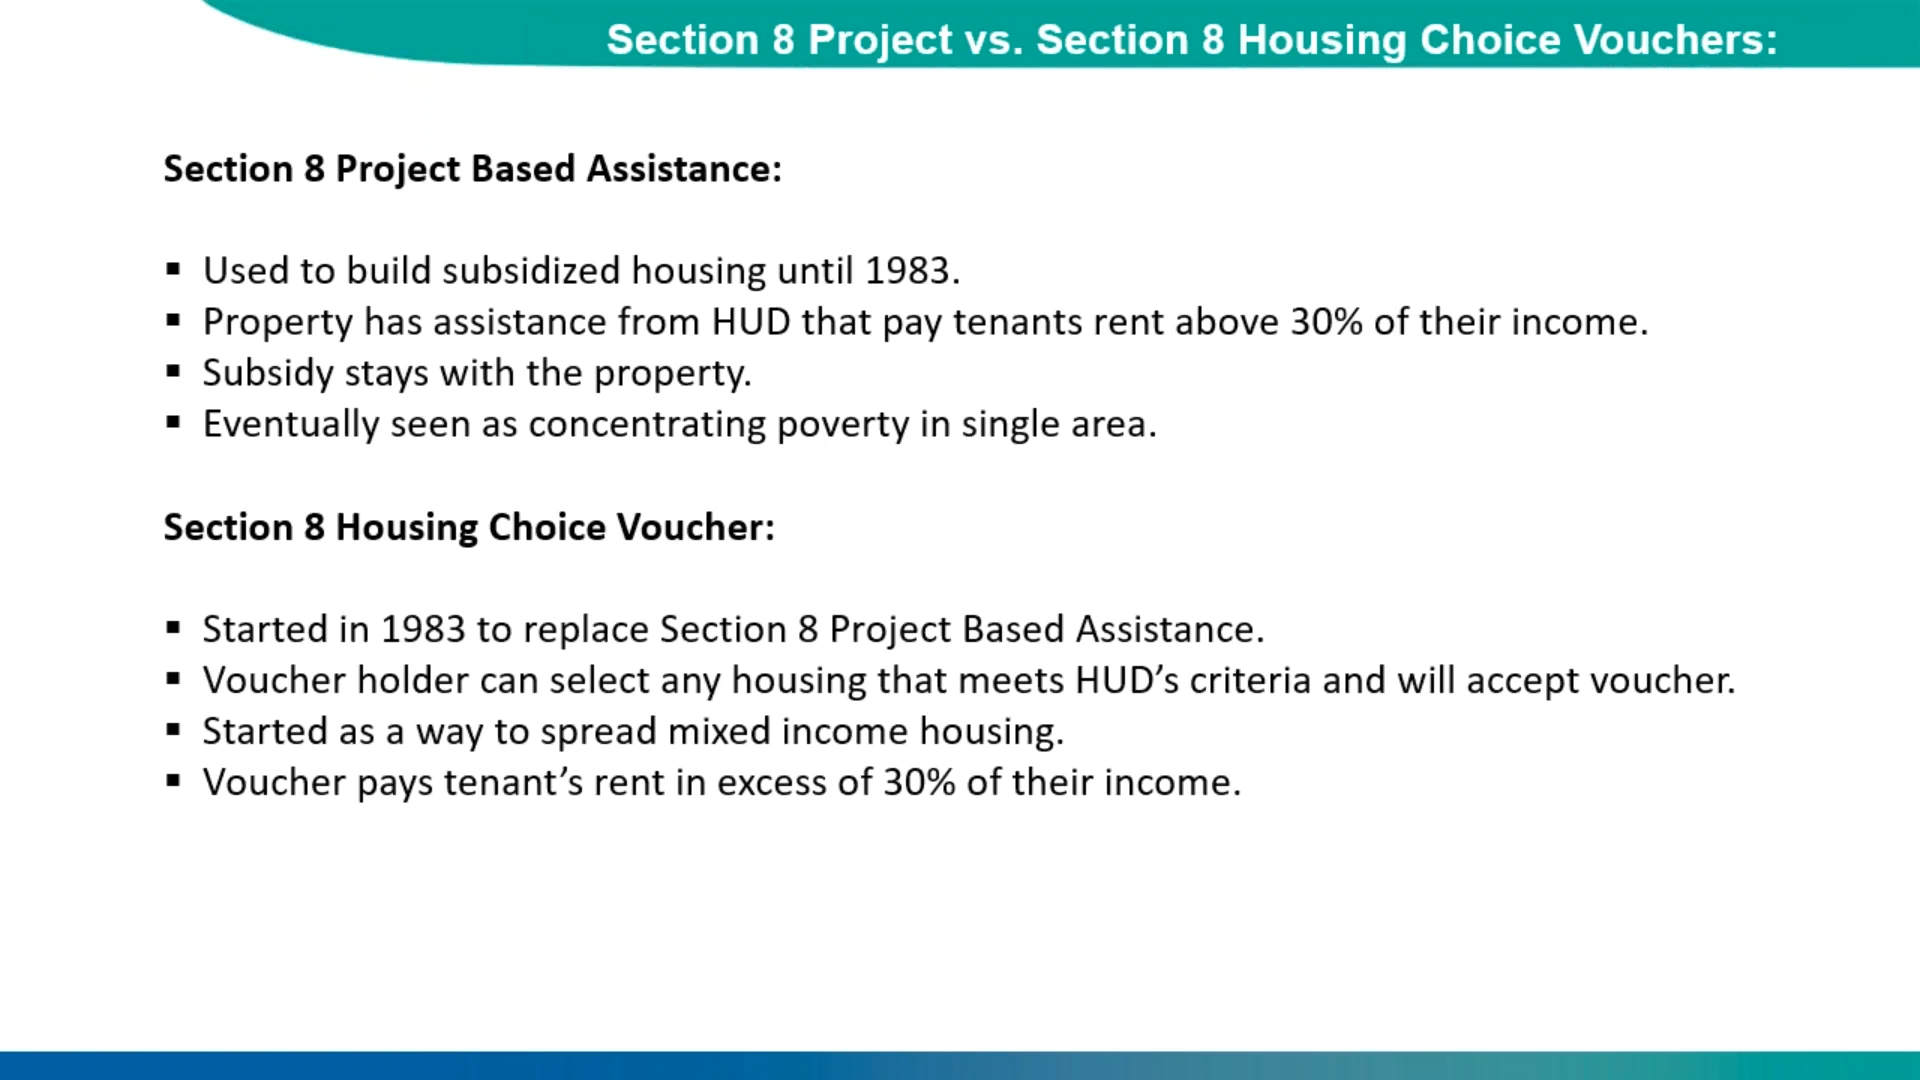 Section 8 Project vs. Section 8 Housing Choice Vouchers:
Section 8 Project Based Assistance:
▪ Used to build subsidized housing until 1983.
▪ Property has assistance from HUD that pay tenants rent above 30% of their income.
▪ Subsidy stays with the property.
▪ Eventually seen as concentrating poverty in single area.
Section 8 Housing Choice Voucher:
▪ Started in 1983 to replace Section 8 Project Based Assistance.
▪ Voucher holder can select any housing that meets HUD’s criteria and will accept voucher.
▪ Started as a way to spread mixed income housing.
▪ Voucher pays tenant’s rent in excess of 30% of their income.